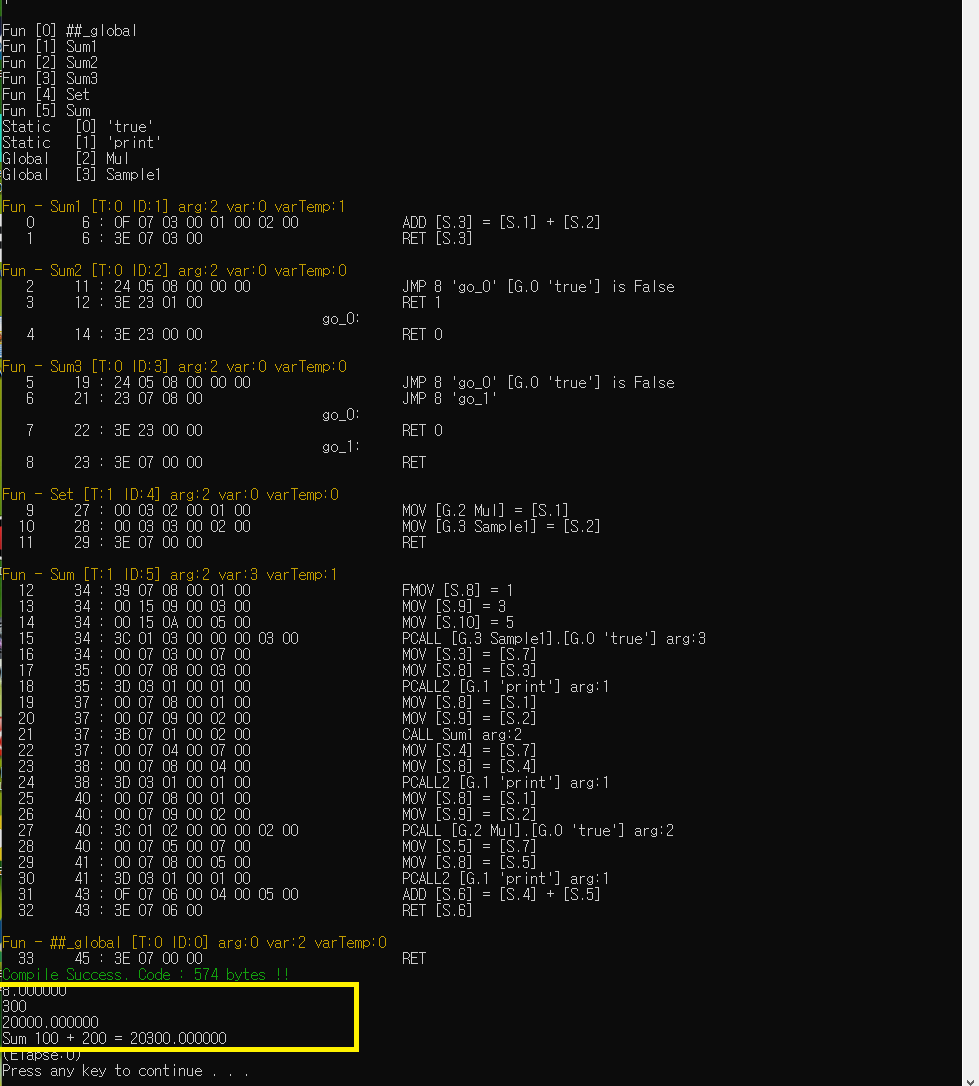 Fun [0] ##_global
Fun [1] Sum1
Fun [2] Sum2
Fun [3] Sum3
Fun [4] Set
Fun [5] Sum
Static [0] 'true'
Static [1] 'print'
Global [2] Mul
Global [3] Sample1
Fun - Sum1 [T:0 ID:1] arg:2 var:0 varTemp:1
0 6 : 0F 07 03 00 01 00 02 00 ADD [S.3] = [S.1] + [S.2]
1 6 : 3E 07 03 00 RET [S.3]
Fun - Sum2 [T:0 ID:2] arg:2 var:0 varTemp:0
2 11 : 24 05 08 00 00 00 JMP 8 'go_0' [G.0 'true'] is False
3 12 : 3E 23 01 00 RET 1
go_0:
4 14 : 3E 23 00 00 RET 0
Fun - Sum3 [T:0 ID:3] arg:2 var:0 varTemp:0
5 19 : 24 05 08 00 00 00 JMP 8 'go_0' [G.0 'true'] is False
6 21 : 23 07 08 00 JMP 8 'go_1'
go_0:
7 22 : 3E 23 00 00 RET 0
go_1:
8 23 : 3E 07 00 00 RET
Fun - Set [T:1 ID:4] arg:2 var:0 varTemp:0
9 27 : 00 03 02 00 01 00 MOV [G.2 Mul] = [S.1]
10 28 : 00 03 03 00 02 00 MOV [G.3 Sample1] = [S.2]
11 29 : 3E 07 00 00 RET
Fun - Sum [T:1 ID:5] arg:2 var:3 varTemp:1
12 34 : 39 07 08 00 01 00 FMOV [S.8] = 1
13 34 : 00 15 09 00 03 00 MOV [S.9] = 3
14 34 : 00 15 0A 00 05 00 MOV [S.10] = 5
15 34 : 3C 01 03 00 00 00 03 00 PCALL [G.3 Sample1].[G.0 'true'] arg:3
16 34 : 00 07 03 00 07 00 MOV [S.3] = [S.7]
17 35 : 00 07 08 00 03 00 MOV [S.8] = [S.3]
18 35 : 3D 03 01 00 01 00 PCALL2 [G.1 'print'] arg:1
19 37 : 00 07 08 00 01 00 MOV [S.8] = [S.1]
20 37 : 00 07 09 00 02 00 MOV [S.9] = [S.2]
21 37 : 3B 07 01 00 02 00 CALL Sum1 arg:2
22 37 : 00 07 04 00 07 00 MOV [S.4] = [S.7]
23 38 : 00 07 08 00 04 00 MOV [S.8] = [S.4]
24 38 : 3D 03 01 00 01 00 PCALL2 [G.1 'print'] arg:1
25 40 : 00 07 08 00 01 00 MOV [S.8] = [S.1]
26 40 : 00 07 09 00 02 00 MOV [S.9] = [S.2]
27 40 : 3C 01 02 00 00 00 02 00 PCALL [G.2 Mul].[G.0 'true'] arg:2
28 40 : 00 07 05 00 07 00 MOV [S.5] = [S.7]
29 41 : 00 07 08 00 05 00 MOV [S.8] = [S.5]
30 41 : 3D 03 01 00 01 00 PCALL2 [G.1 'print'] arg:1
31 43 : 0F 07 06 00 04 00 05 00 ADD [S.6] = [S.4] + [S.5]
32 43 : 3E 07 06 00 RET [S.6]
Fun - ##_global [T:0 ID:0] arg:0 var:2 varTemp:0
33 45 : 3E 07 00 00 RET
Compile Success. Code : 574 bytes !!
8.000000
300
20000.000000
Sum 100 + 200 = 20300.000000
(Elapse:0)
Press any key to continue . . .